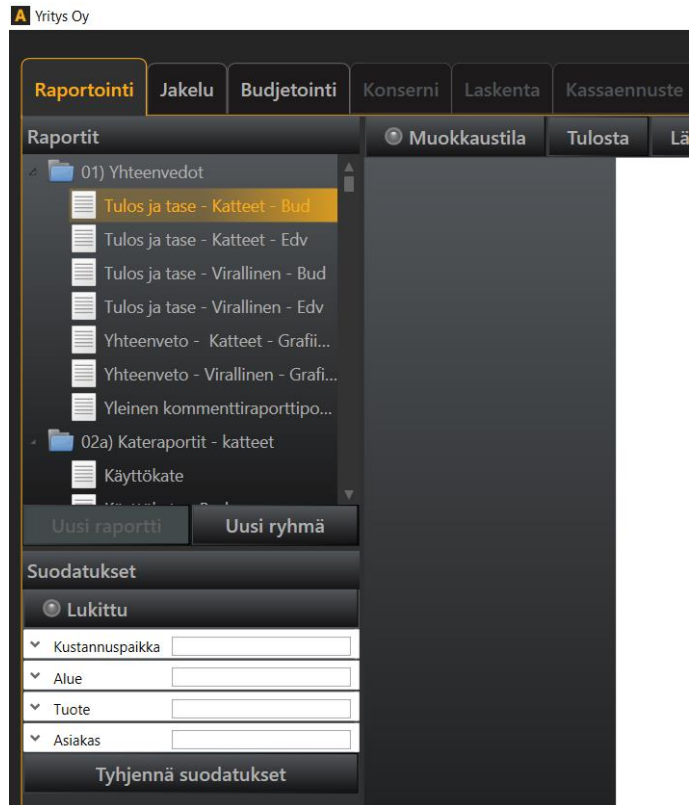 A Yritys Oy
Raportointi Jakelu Budjetointi Konserni Laskenta Kassaennuste
Raportit Muokkaustila Tulosta Lä
01) Yhteenvedot
Tulos ja tase - Katteet - Bud
Tulos ja tase - Katteet - Edv
Tulos ja tase - Virallinen - Bud
Tulos ja tase - Virallinen - Edv
Yhteenveto - Katteet - Grafii...
Yhteenveto - Virallinen - Grafi...
Yleinen kommenttiraporttipo...
02a) Kateraportit - katteet
Käyttökate
Uusi raportti Uusi ryhmä
Suodatukset
Lukittu
Kustannuspaikka
Alue
Tuote
Asiakas
Tyhjennä suodatukset